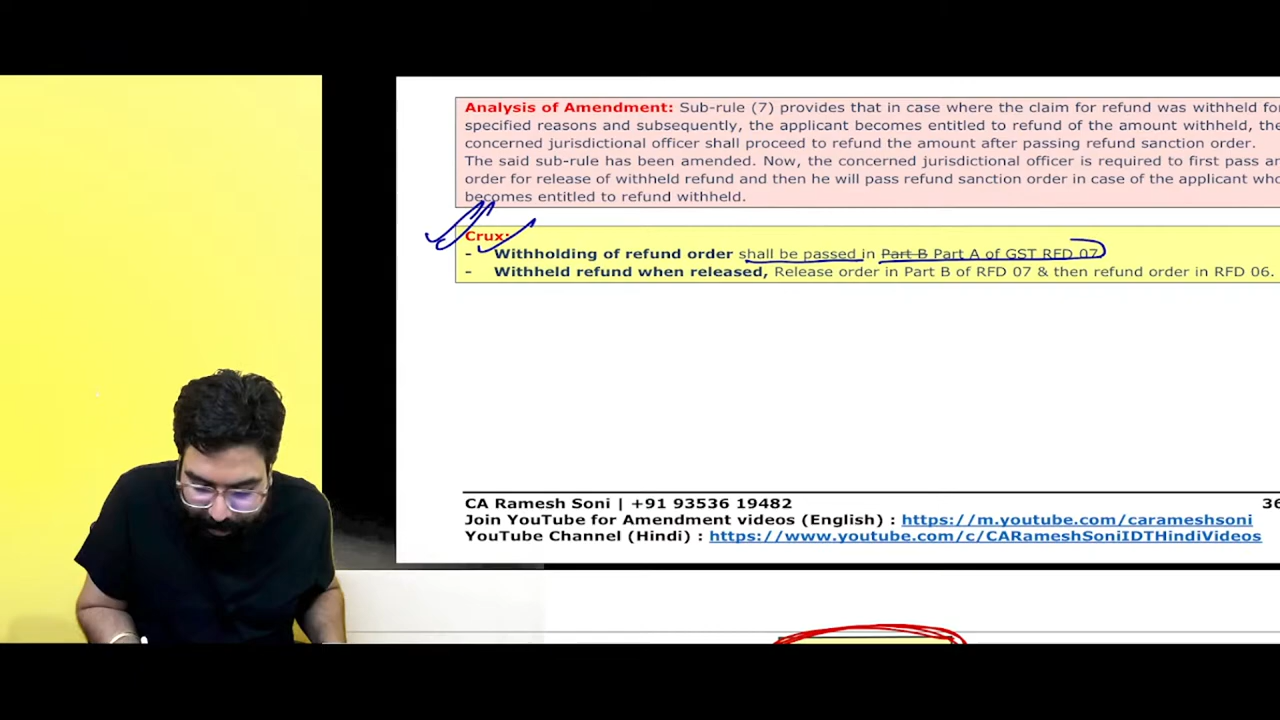 Analysis of Amendment: Sub-rule (7) provides that in case where the claim for refund was withheld for
specified reasons and subsequently, the applicant becomes entitled to refund of the amount withheld, the
concerned jurisdictional officer shall proceed to refund the amount after passing refund sanction order.
The said sub-rule has been amended. Now, the concerned jurisdictional officer is required to first pass an
order for release of withheld refund and then he will pass refund sanction order in case of the applicant who
becomes entitled to refund withheld.
Crux:
- Withholding of refund order shall be passed in Part B Part A of GST RFD 07
- Withheld refund when released, Release order in Part B of RFD 07 & then refund order in RFD 06.
CA Ramesh Soni | +91 93536 19482 36
Join YouTube for Amendment videos (English) : https://m.youtube.com/carameshsoni
YouTube Channel (Hindi) : https://www.youtube.com/c/CARameshSoniIDTHindiVideos